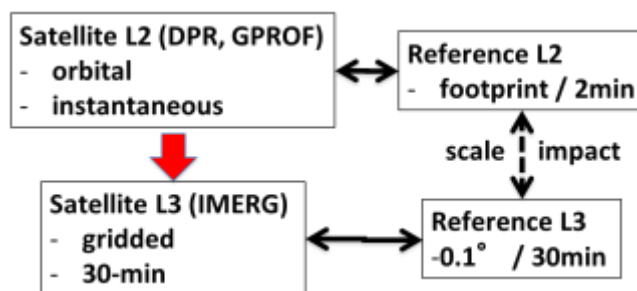 Satellite L2 (DPR, GPROF)
- orbital
- instantaneous
Reference L2
- footprint / 2min
scale impact
Satellite L3 (IMERG)
- gridded
- 30-min
Reference L3
-0.1° / 30min